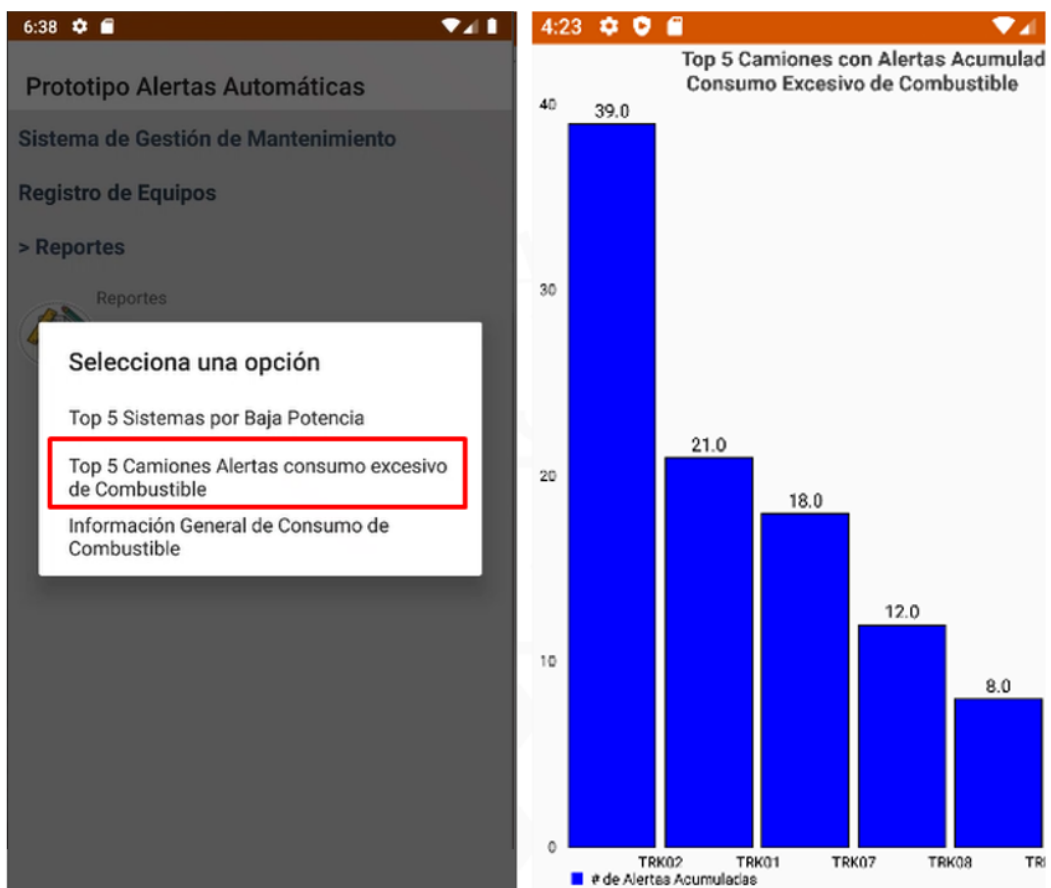 6:38
Prototipo Alertas Automáticas
Sistema de Gestión de Mantenimiento
Registro de Equipos
> Reportes
Reportes
Selecciona una opción
Top 5 Sistemas por Baja Potencia
Top 5 Camiones Alertas consumo excesivo
de Combustible
Información General de Consumo de
Combustible
4:23
Top 5 Camiones con Alertas Acumulad
Consumo Excesivo de Combustible
40
39.0
30
21.0
20
18.0
12.0
10
8.0
0
TRK02 TRK01 TRK07 TRK08 TR
# de Alertas Acumuladas